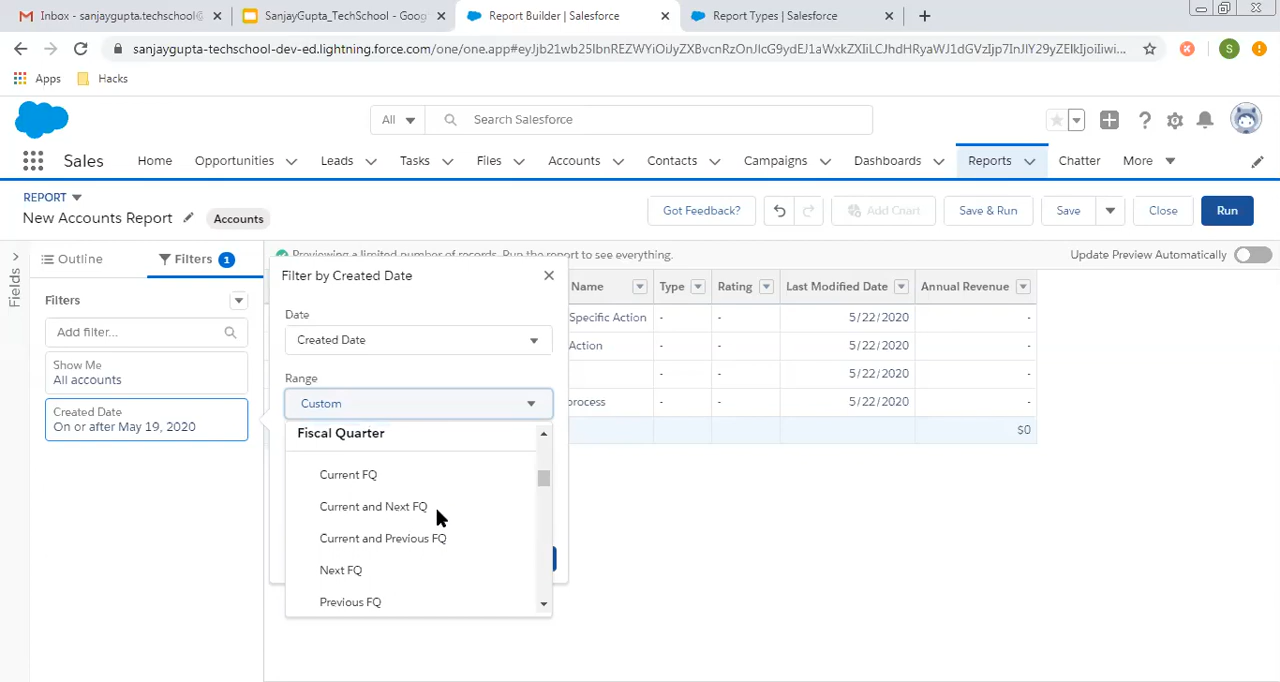 Inbox - sanjaygupta.techschool@
SanjayGupta_TechSchool - Goog
Report Builder | Salesforce
Report Types | Salesforce
sanjaygupta-techschool-dev-ed.lightning.force.com/one/one.app#
Apps
Hacks
All
Search Salesforce
Sales
Home
Opportunities
Leads
Tasks
Files
Accounts
Contacts
Campaigns
Dashboards
Reports
Chatter
More
REPORT
New Accounts Report
Accounts
Got Feedback?
Add Chart
Save & Run
Save
Close
Run
Fields
Outline
Filters 1
Previewing a limited number of records. Run the report to see everything.
Update Preview Automatically
Filters
Add filter...
Show Me
All accounts
Created Date
On or after May 19, 2020
Filter by Created Date
Date
Created Date
Range
Custom
Fiscal Quarter
Current FQ
Current and Next FQ
Current and Previous FQ
Next FQ
Previous FQ
Name Type Rating Last Modified Date Annual Revenue
Specific Action - - 5/22/2020 -
Action - - 5/22/2020 -
- - 5/22/2020 -
process - - 5/22/2020 -
$0
S